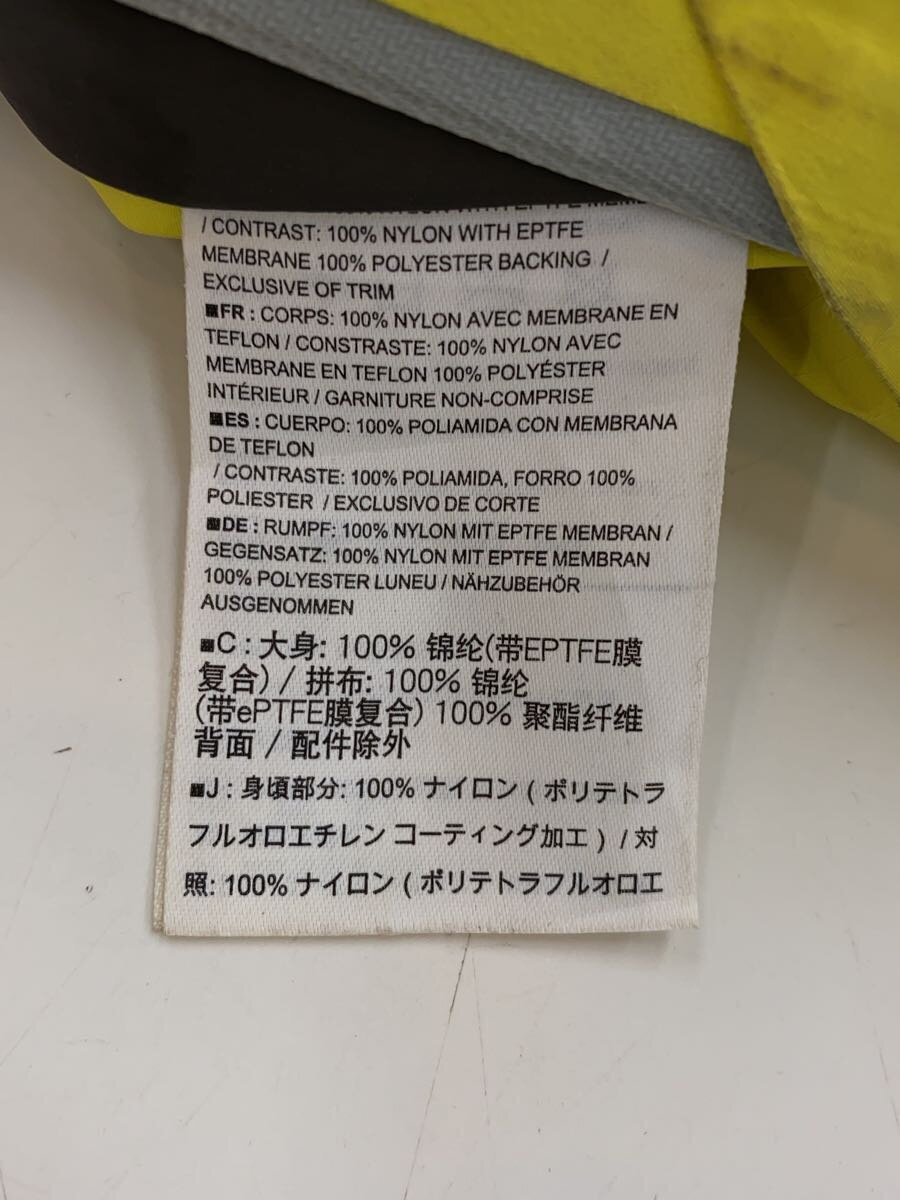 / CONTRAST: 100% NYLON WITH EPTFE
MEMBRANE 100% POLYESTER BACKING /
EXCLUSIVE OF TRIM
■FR : CORPS: 100% NYLON AVEC MEMBRANE EN
TEFLON / CONSTRASTE: 100% NYLON AVEC
MEMBRANE EN TEFLON 100% POLYÉSTER
INTÉRIEUR / GARNITURE NON-COMPRISE
■ES : CUERPO: 100% POLIAMIDA CON MEMBRANA
DE TEFLON
/ CONTRASTE: 100% POLIAMIDA, FORRO 100%
POLIESTER / EXCLUSIVO DE CORTE
■DE : RUMPF: 100% NYLON MIT EPTFE MEMBRAN /
GEGENSATZ: 100% NYLON MIT EPTFE MEMBRAN
100% POLYESTER LUNEU / NÄHZUBEHÖR
AUSGENOMMEN
■C : 大身: 100% 锦纶(带EPTFE膜
复合) / 拼布: 100% 锦纶
(带ePTFE膜复合) 100% 聚酯纤维
背面 / 配件除外
■J : 身頃部分: 100% ナイロン ( ポリテトラ
フルオロエチレン コーティング加工 ) / 対
照: 100% ナイロン ( ポリテトラフルオロエ